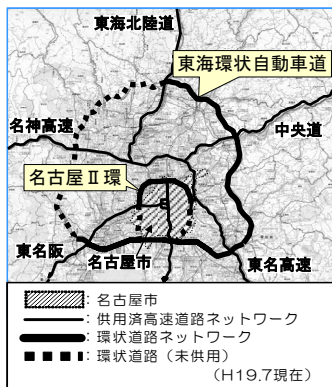 東海北陸道
東海環状自動車道
名神高速
中央道
名古屋Ⅱ環
東名阪
名古屋市
東名高速
：名古屋市
：供用済高速道路ネットワーク
：環状道路ネットワーク
：環状道路（未供用）
（H19.7現在）